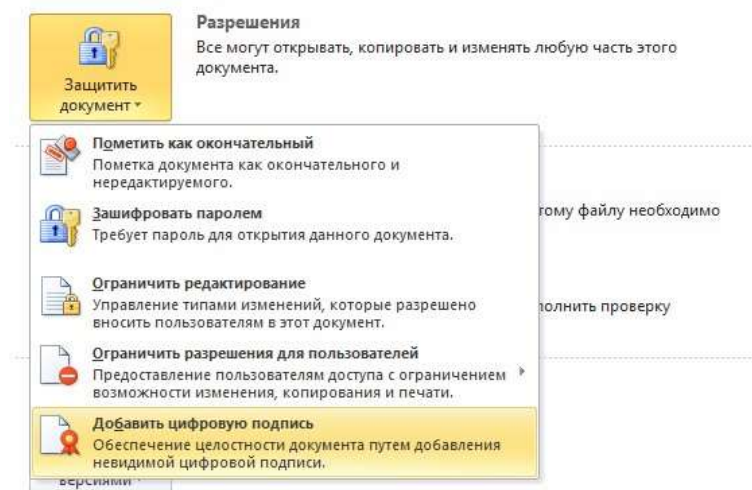 Разрешения
Все могут открывать, копировать и изменять любую часть этого
документа.
Защитить
документ
Пометить как окончательный
Пометка документа как окончательного и
нередактируемого.
Зашифровать паролем
Требует пароль для открытия данного документа.
тому файлу необходимо
Ограничить редактирование
Управление типами изменений, которые разрешено
вносить пользователям в этот документ.
полнить проверку
Ограничить разрешения для пользователей
Предоставление пользователям доступа с ограничением
возможности изменения, копирования и печати.
Добавить цифровую подпись
Обеспечение целостности документа путем добавления
невидимой цифровой подписи.
версиями